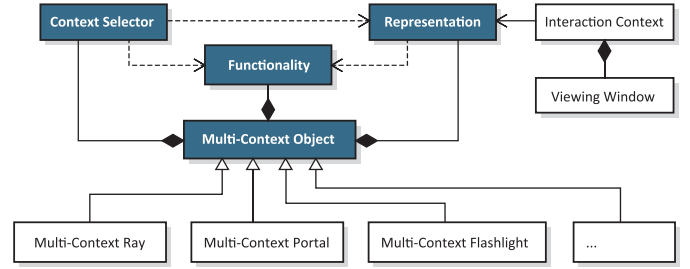 Context Selector
Representation
Interaction Context
Functionality
Viewing Window
Multi-Context Object
Multi-Context Ray
Multi-Context Portal
Multi-Context Flashlight
...